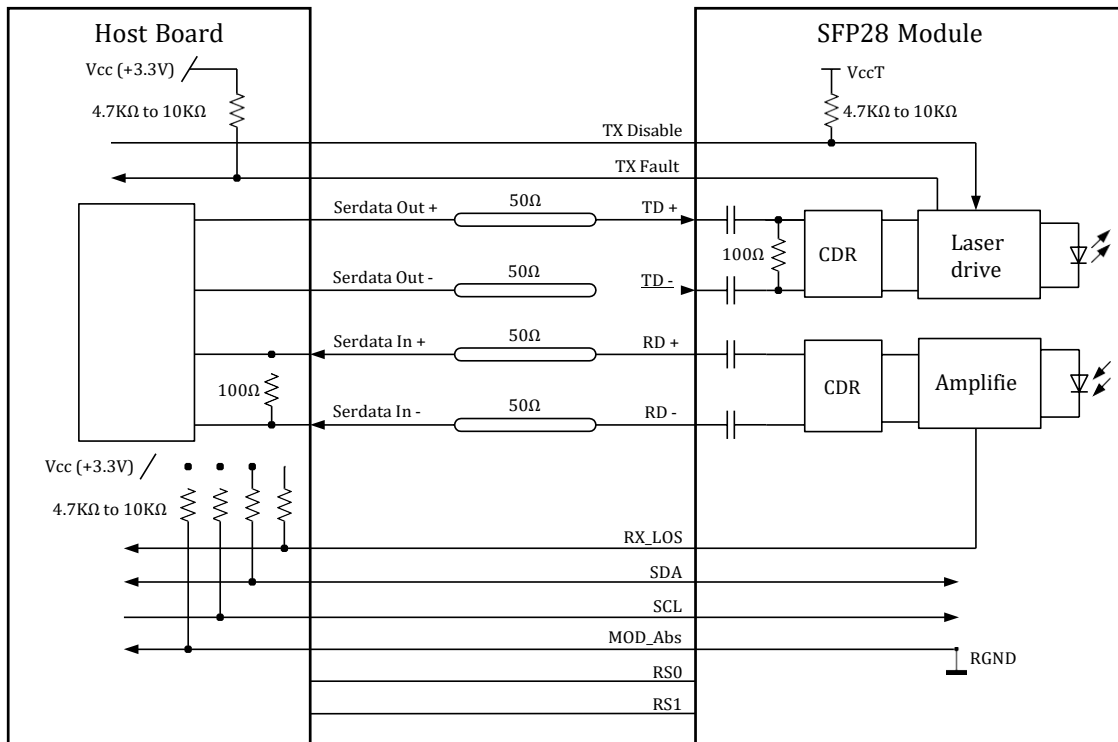 Host Board
SFP28 Module
Vcc (+3.3V)
VccT
4.7KΩ to 10KΩ
4.7KΩ to 10KΩ
TX Disable
TX Fault
Serdata Out +
50Ω
TD +
100Ω
CDR
Laser
drive
Serdata Out -
50Ω
TD -
Serdata In +
50Ω
RD +
100Ω
CDR
Amplifie
Serdata In -
50Ω
RD -
Vcc (+3.3V)
4.7KΩ to 10KΩ
RX_LOS
SDA
SCL
MOD_Abs
RGND
RS0
RS1